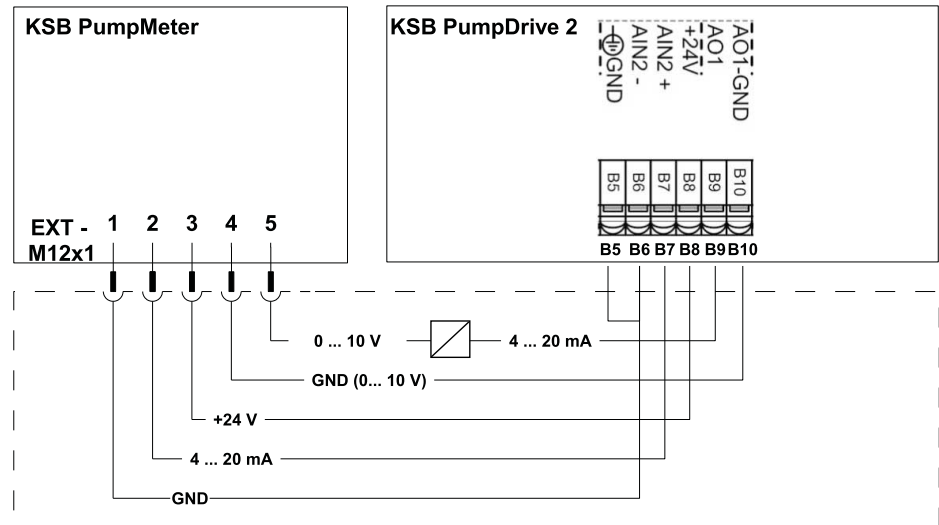 KSB PumpMeter
KSB PumpDrive 2
GND
AIN2 -
AIN2 +
+24V
AO1
AO1-GND
B5 B6 B7 B8 B9 B10
EXT - 1 2 3 4 5
M12x1
B5 B6 B7 B8 B9 B10
0 ... 10 V 4 ... 20 mA
GND (0... 10 V)
+24 V
4 ... 20 mA
GND